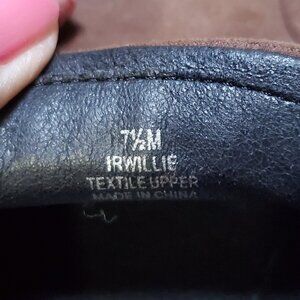 7½M
IRWILLIE
TEXTILE UPPER
MADE IN CHINA